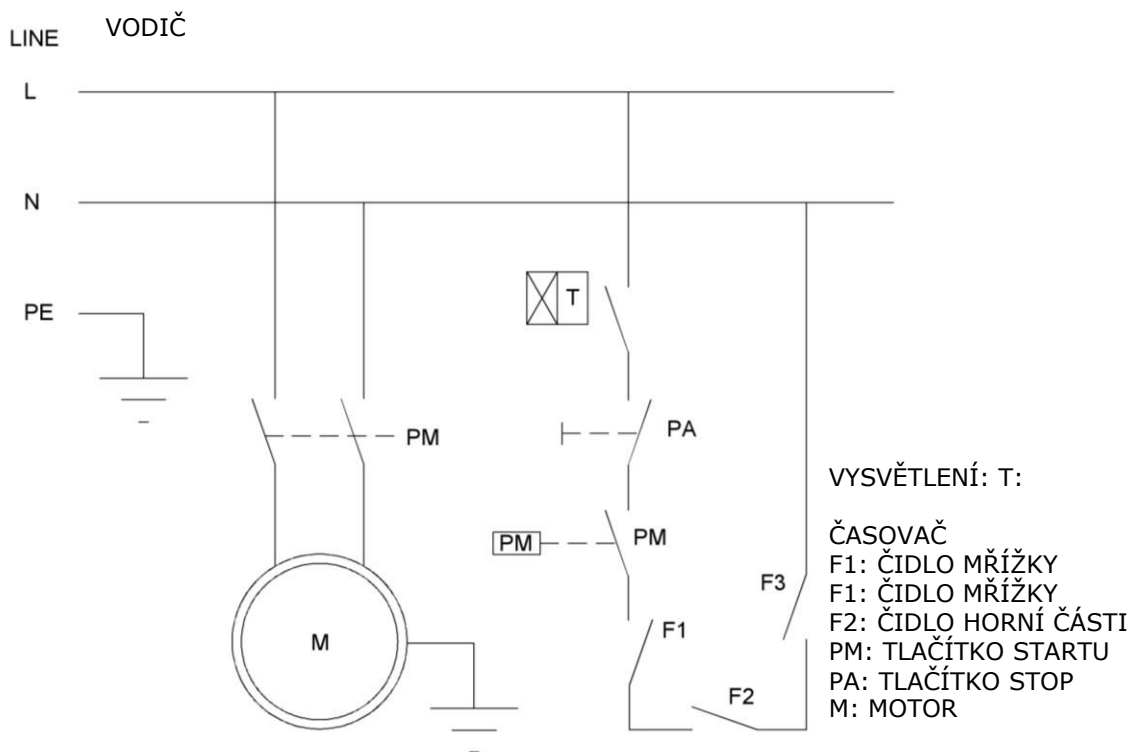 LINE VODIČ
L
N
T
PE
PM
PA
PM
PM
F3
F1
M
F2
VYSVĚTLENÍ: T:
ČASOVAČ
F1: ČIDLO MŘÍŽKY
F1: ČIDLO MŘÍŽKY
F2: ČIDLO HORNÍ ČÁSTI
PM: TLAČÍTKO STARTU
PA: TLAČÍTKO STOP
M: MOTOR